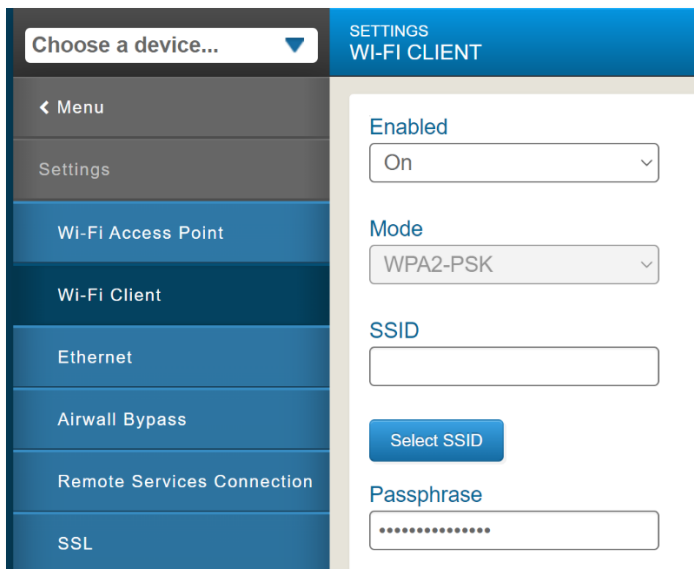 Choose a device...
Menu
Settings
Wi-Fi Access Point
Wi-Fi Client
Ethernet
Airwall Bypass
Remote Services Connection
SSL
SETTINGS
WI-FI CLIENT
Enabled
On
Mode
WPA2-PSK
SSID
Select SSID
Passphrase
•••••••••••••••